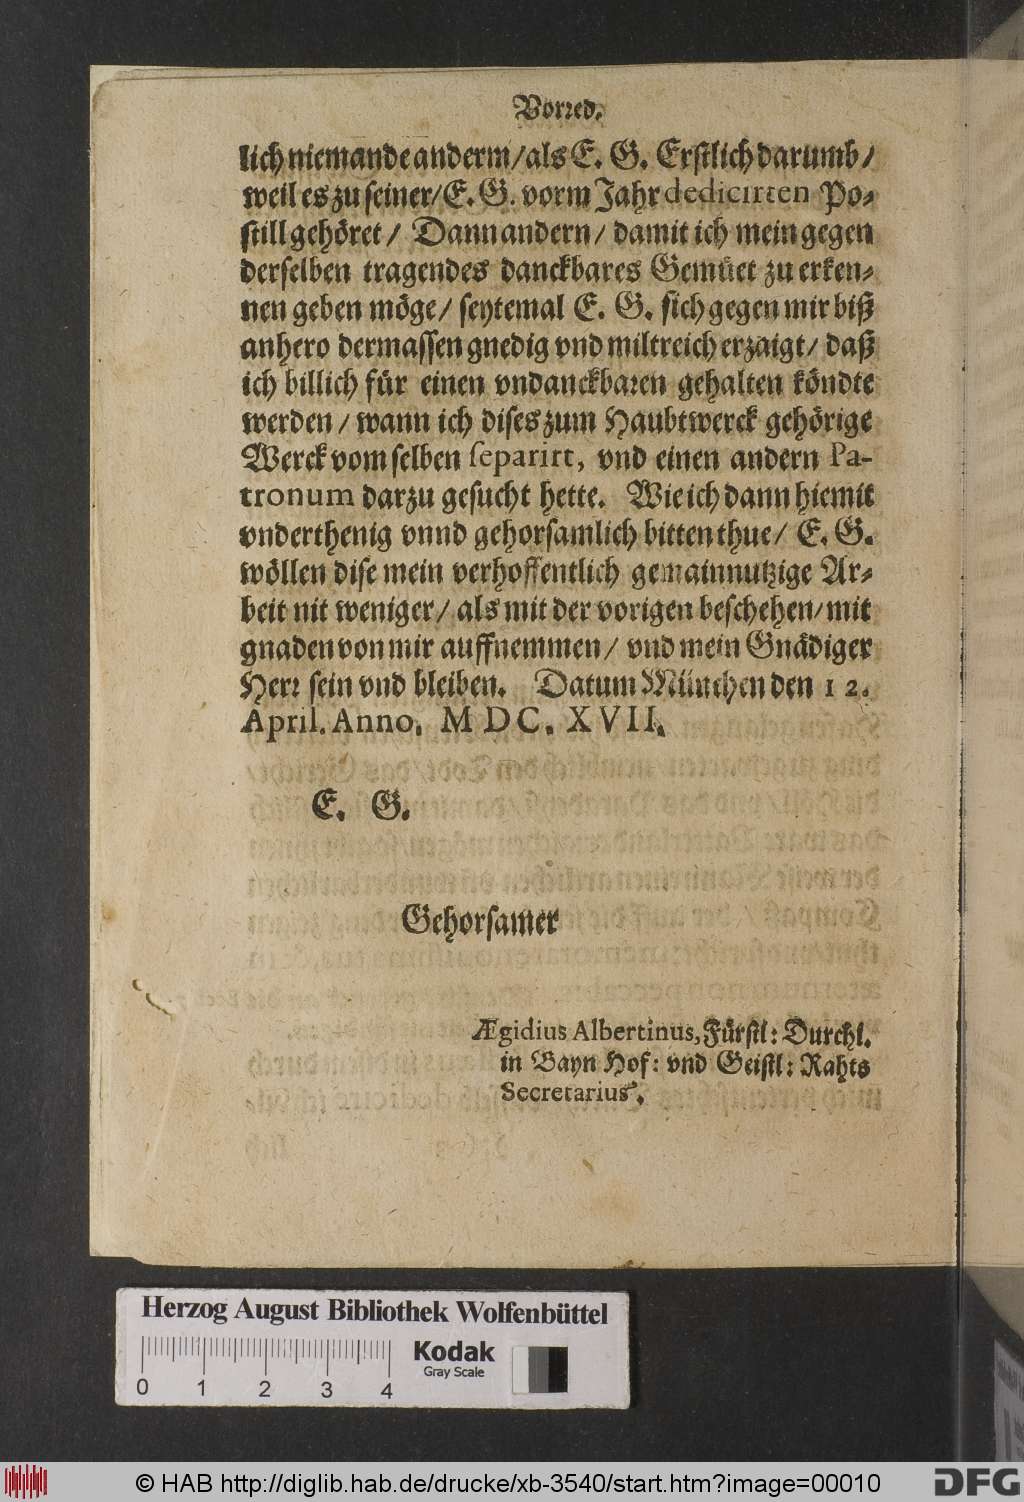 Vorred.
lich niemande anderm/ als E. G. Erstlich darumb/
weil es zu seiner/ E. G. vorm Jahr dedicirten Po-
still gehöret/ Dann andern/ damit ich mein gegen
derselben tragendes danckbares Gemüet zu erken-
nen geben möge/ seytemal E. G. sich gegen mir biß
anhero dermassen gnedig vnd miltreich erzaigt/ daß
ich billich für einen vndanckbaren gehalten köndte
werden/ wann ich dises zum Haubtwerck gehörige
Werck vom selben separirt, vnd einen andern Pa-
tronum darzu gesucht hette. Wie ich dann hiemit
vnderthenig vnnd gehorsamlich bitten thue/ E. G.
wöllen dise mein verhoffentlich gemainnutzige Ar-
beit nit weniger/ als mit der vorigen beschehen/ mit
gnaden von mir auffnemmen/ vnd mein Gnädiger
Herr sein vnd bleiben. Datum München den 12.
April. Anno, M DC. XVII.
E. G.
Gehorsamer
Ægidius Albertinus, Fürstl: Durchl.
in Bayn Hof: vnd Geistl: Rahts
Secretarius.
Herzog August Bibliothek Wolfenbüttel
Kodak
Gray Scale
0 1 2 3 4
© HAB http://diglib.hab.de/drucke/xb-3540/start.htm?image=00010
DFG